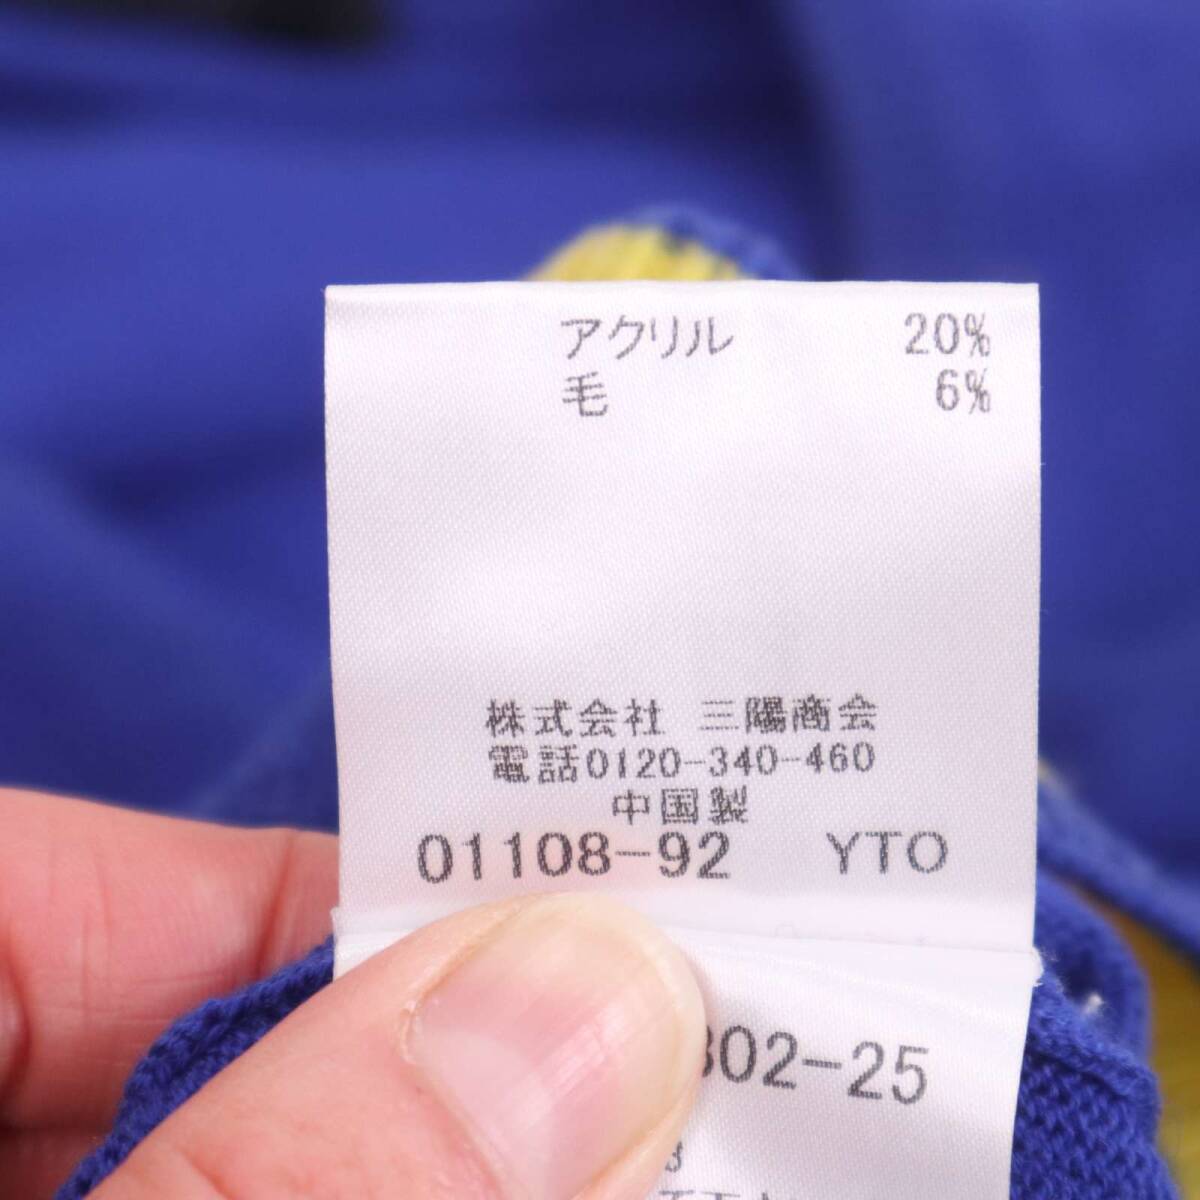 アクリル 20%
毛 6%
株式会社 三陽商会
電話0120-340-460
中国製
01108-92 YTO
302-25